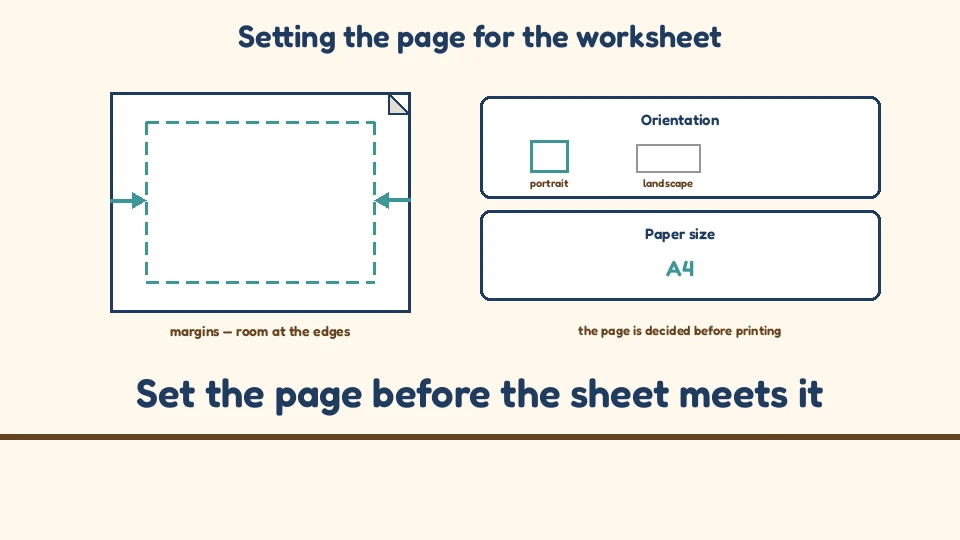 Setting the page for the worksheet
Orientation
portrait
landscape
Paper size
A4
margins — room at the edges
the page is decided before printing
Set the page before the sheet meets it